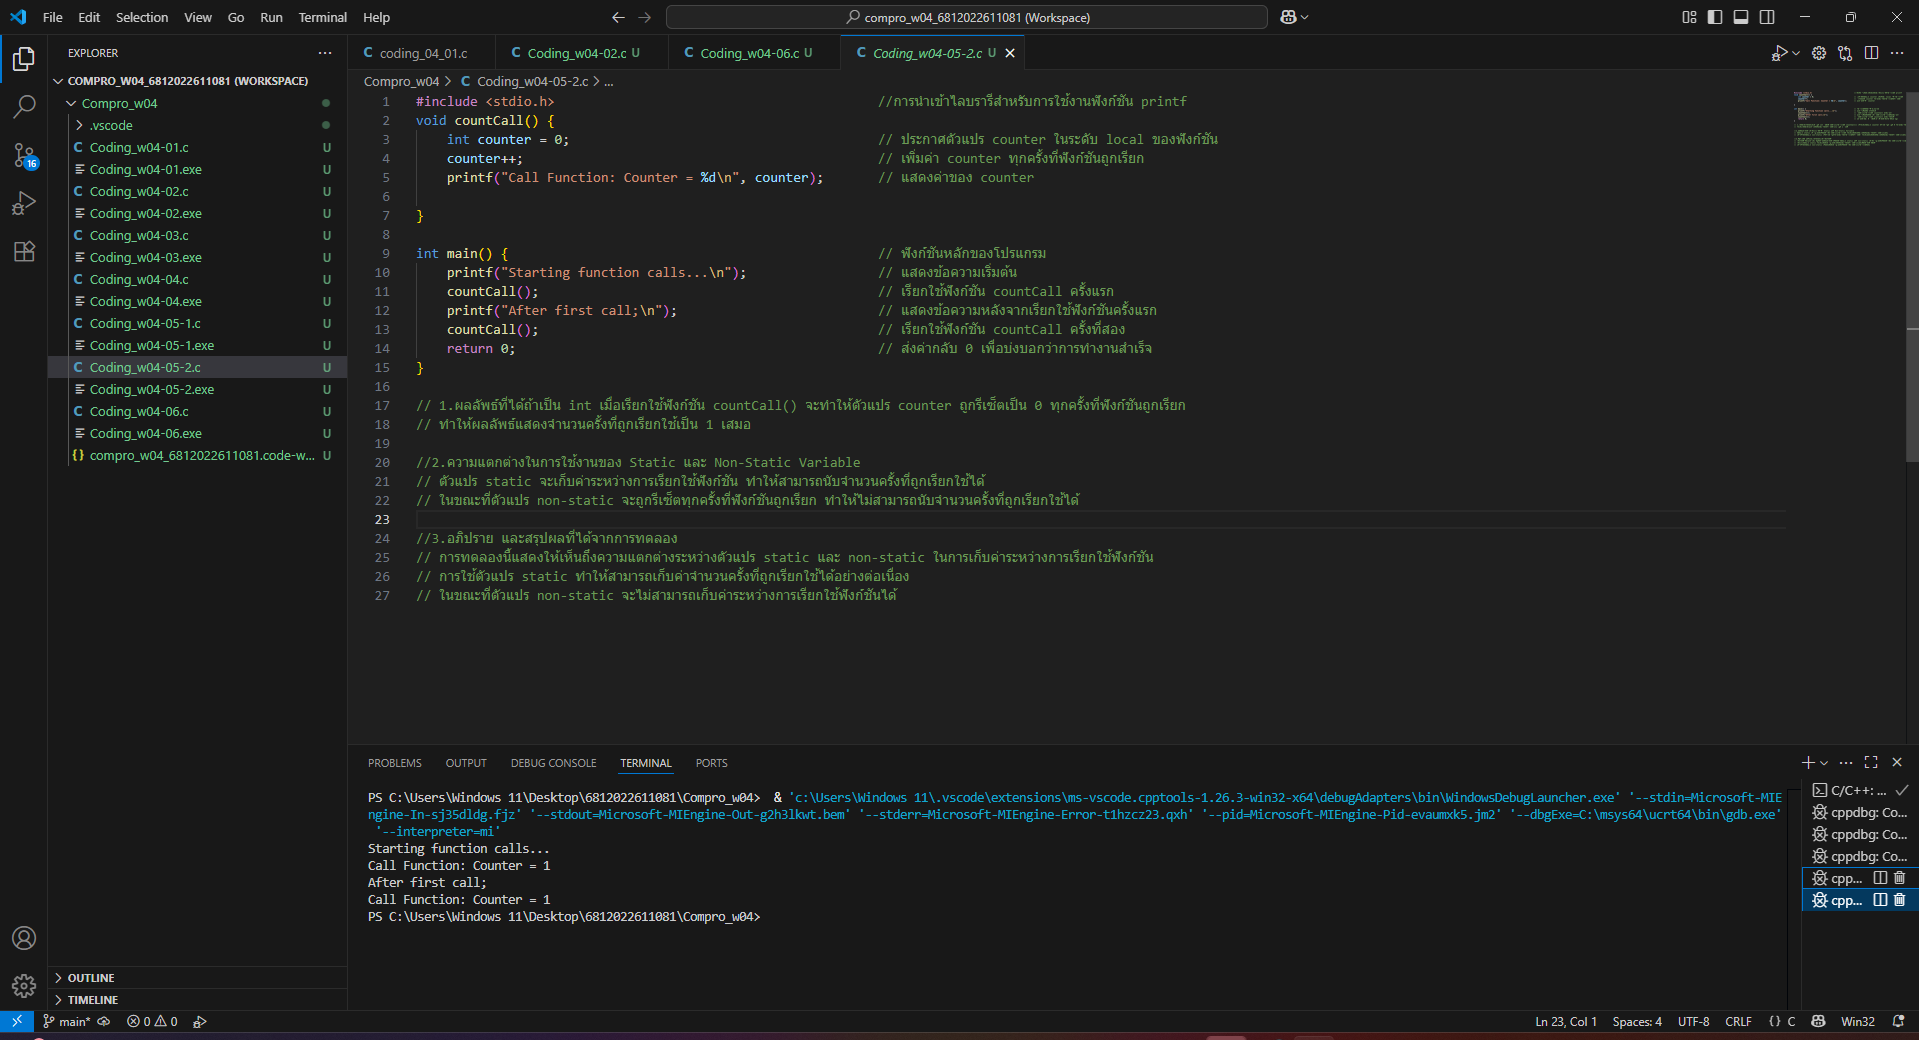 File Edit Selection View Go Run Terminal Help
compro_w04_6812022611081 (Workspace)
EXPLORER
COMPRO_W04_6812022611081 (WORKSPACE)
Compro_w04
.vscode
Coding_w04-01.c U
Coding_w04-01.exe U
Coding_w04-02.c U
Coding_w04-02.exe U
Coding_w04-03.c U
Coding_w04-03.exe U
Coding_w04-04.c U
Coding_w04-04.exe U
Coding_w04-05-1.c U
Coding_w04-05-1.exe U
Coding_w04-05-2.c U
Coding_w04-05-2.exe U
Coding_w04-06.c U
Coding_w04-06.exe U
{} compro_w04_6812022611081.code-w... U
16
OUTLINE
TIMELINE
C coding_04_01.c C Coding_w04-02.c U C Coding_w04-06.c U C Coding_w04-05-2.c U
Compro_w04 > C Coding_w04-05-2.c > ...
1 #include <stdio.h> //การนำเข้าไลบรารีสำหรับการใช้งานฟังก์ชัน printf
2 void countCall() {
3 int counter = 0; // ประกาศตัวแปร counter ในระดับ local ของฟังก์ชัน
4 counter++; // เพิ่มค่า counter ทุกครั้งที่ฟังก์ชันถูกเรียก
5 printf("Call Function: Counter = %d\n", counter); // แสดงค่าของ counter
6
7 }
8
9 int main() { // ฟังก์ชันหลักของโปรแกรม
10 printf("Starting function calls...\n"); // แสดงข้อความเริ่มต้น
11 countCall(); // เรียกใช้ฟังก์ชัน countCall ครั้งแรก
12 printf("After first call;\n"); // แสดงข้อความหลังจากเรียกใช้ฟังก์ชันครั้งแรก
13 countCall(); // เรียกใช้ฟังก์ชัน countCall ครั้งที่สอง
14 return 0; // ส่งค่ากลับ 0 เพื่อบ่งบอกว่าการทำงานสำเร็จ
15 }
16
17 // 1.ผลลัพธ์ที่ได้ถ้าเป็น int เมื่อเรียกใช้ฟังก์ชัน countCall() จะทำให้ตัวแปร counter ถูกรีเซ็ตเป็น 0 ทุกครั้งที่ฟังก์ชันถูกเรียก
18 // ทำให้ผลลัพธ์แสดงจำนวนครั้งที่ถูกเรียกใช้เป็น 1 เสมอ
19
20 //2.ความแตกต่างในการใช้งานของ Static และ Non-Static Variable
21 // ตัวแปร static จะเก็บค่าระหว่างการเรียกใช้ฟังก์ชัน ทำให้สามารถนับจำนวนครั้งที่ถูกเรียกใช้ได้
22 // ในขณะที่ตัวแปร non-static จะถูกรีเซ็ตทุกครั้งที่ฟังก์ชันถูกเรียก ทำให้ไม่สามารถนับจำนวนครั้งที่ถูกเรียกใช้ได้
23
24 //3.อภิปราย และสรุปผลที่ได้จากการทดลอง
25 // การทดลองนี้แสดงให้เห็นถึงความแตกต่างระหว่างตัวแปร static และ non-static ในการเก็บค่าระหว่างการเรียกใช้ฟังก์ชัน
26 // การใช้ตัวแปร static ทำให้สามารถเก็บค่าจำนวนครั้งที่ถูกเรียกใช้ได้อย่างต่อเนื่อง
27 // ในขณะที่ตัวแปร non-static จะไม่สามารถเก็บค่าระหว่างการเรียกใช้ฟังก์ชันได้
PROBLEMS OUTPUT DEBUG CONSOLE TERMINAL PORTS
PS C:\Users\Windows 11\Desktop\6812022611081\Compro_w04> & 'c:\Users\Windows 11\.vscode\extensions\ms-vscode.cpptools-1.26.3-win32-x64\debugAdapters\bin\WindowsDebugLauncher.exe' '--stdin=Microsoft-MIE
ngine-In-sj35dldg.fjz' '--stdout=Microsoft-MIEngine-Out-g2h3lkwt.bem' '--stderr=Microsoft-MIEngine-Error-t1hzcz23.qxh' '--pid=Microsoft-MIEngine-Pid-evaumxk5.jm2' '--dbgExe=C:\msys64\ucrt64\bin\gdb.exe'
'--interpreter=mi'
Starting function calls...
Call Function: Counter = 1
After first call;
Call Function: Counter = 1
PS C:\Users\Windows 11\Desktop\6812022611081\Compro_w04>
C/C++: ...
cppdbg: Co...
cppdbg: Co...
cppdbg: Co...
cpp...
cpp...
main* 0 0 Ln 23, Col 1 Spaces: 4 UTF-8 CRLF {} C Win32